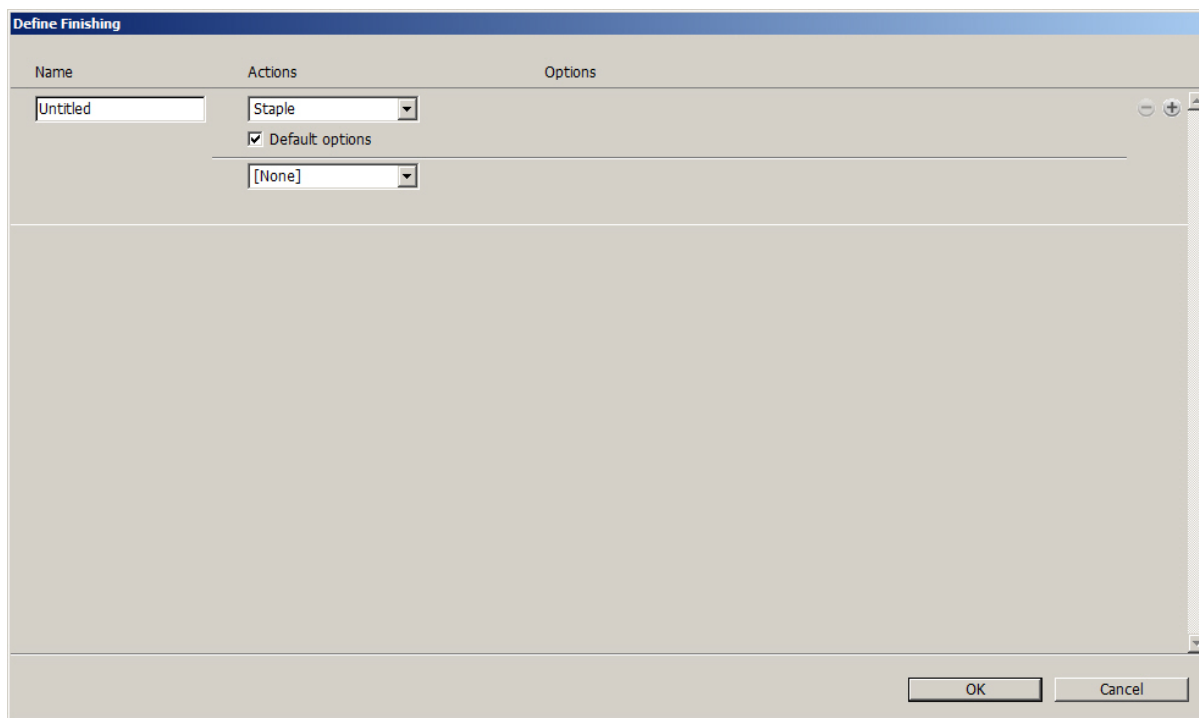 Define Finishing
Name Actions Options
Untitled Staple
Default options
[None]
OK Cancel